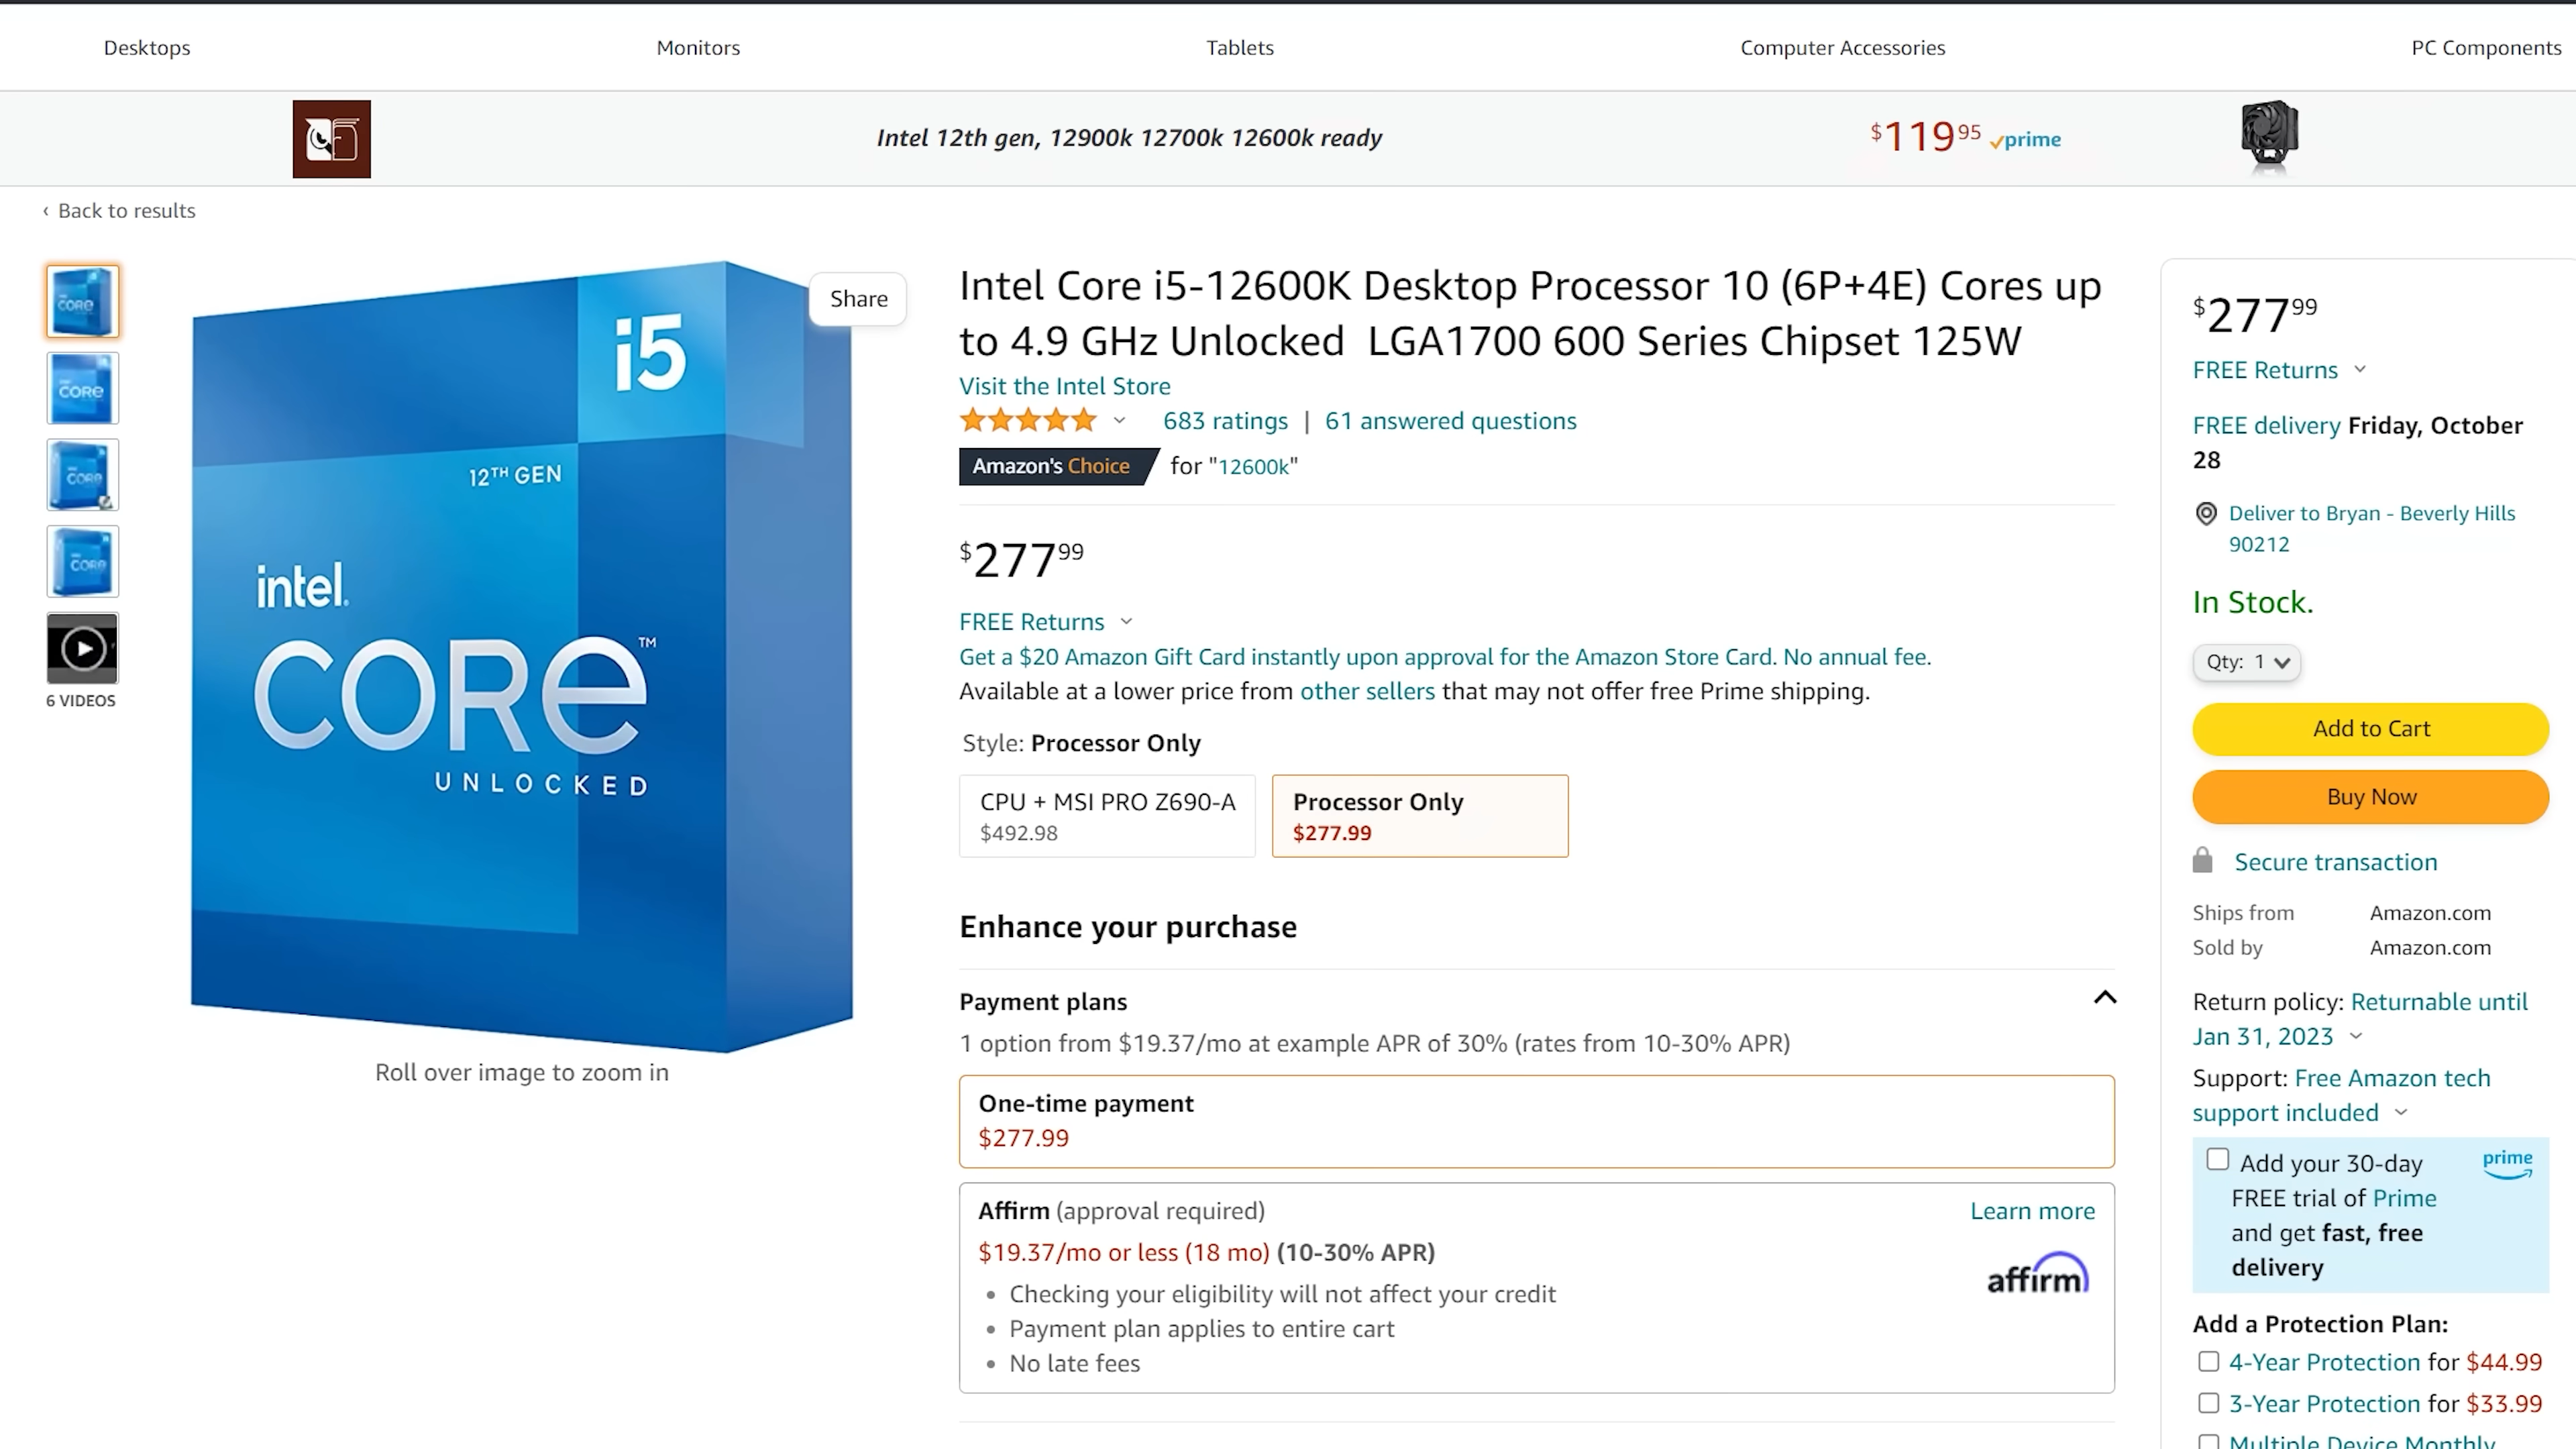 Desktops
Monitors
Tablets
Computer Accessories
PC Components
Intel 12th gen, 12900k 12700k 12600k ready
$119.95 prime
‹ Back to results
Share
i5
12TH GEN
intel.
CORE™
UNLOCKED
CORE
CORE
CORE
CORE
6 VIDEOS
Roll over image to zoom in
Intel Core i5-12600K Desktop Processor 10 (6P+4E) Cores up
to 4.9 GHz Unlocked LGA1700 600 Series Chipset 125W
Visit the Intel Store
683 ratings | 61 answered questions
Amazon's Choice for "12600k"
$277.99
FREE Returns
Get a $20 Amazon Gift Card instantly upon approval for the Amazon Store Card. No annual fee.
Available at a lower price from other sellers that may not offer free Prime shipping.
Style: Processor Only
CPU + MSI PRO Z690-A
$492.98
Processor Only
$277.99
Enhance your purchase
Payment plans
1 option from $19.37/mo at example APR of 30% (rates from 10-30% APR)
One-time payment
$277.99
Affirm (approval required)
Learn more
$19.37/mo or less (18 mo) (10-30% APR)
affirm
• Checking your eligibility will not affect your credit
• Payment plan applies to entire cart
• No late fees
$277.99
FREE Returns
FREE delivery Friday, October
28
Deliver to Bryan - Beverly Hills
90212
In Stock.
Qty: 1
Add to Cart
Buy Now
Secure transaction
Ships from Amazon.com
Sold by Amazon.com
Return policy: Returnable until
Jan 31, 2023
Support: Free Amazon tech
support included
Add your 30-day
prime
FREE trial of Prime
and get fast, free
delivery
Add a Protection Plan:
4-Year Protection for $44.99
3-Year Protection for $33.99
Multiple Device Monthly